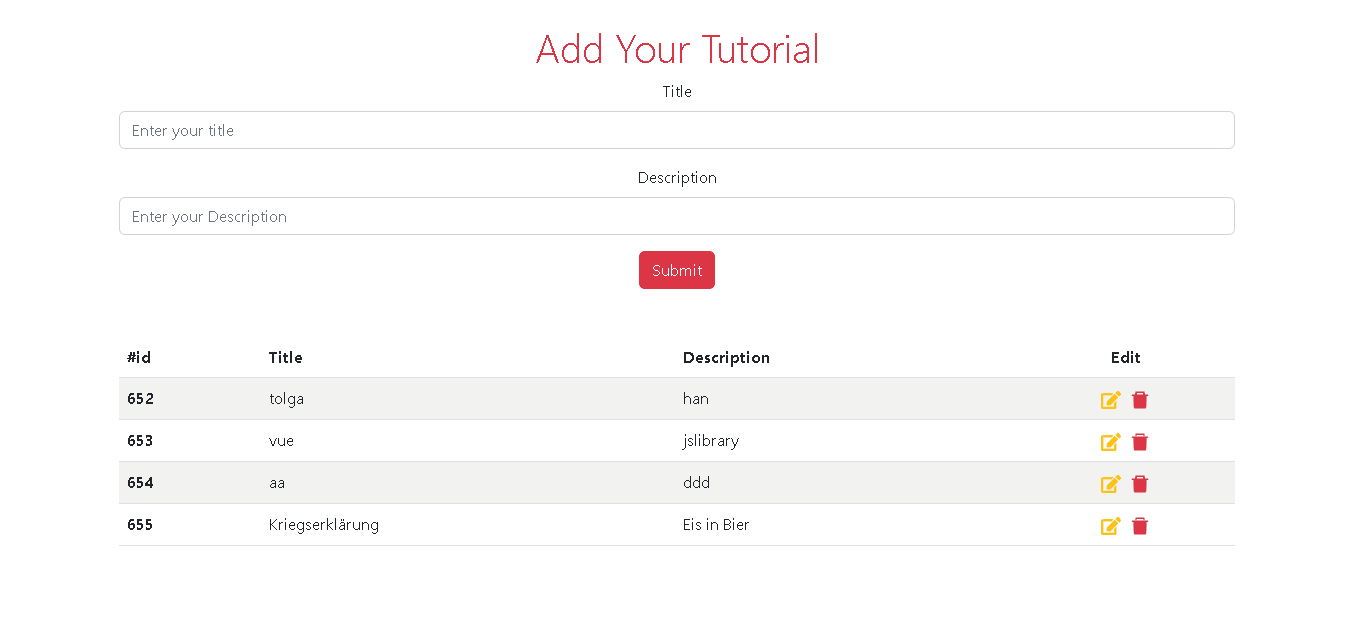 Add Your Tutorial
Title
Enter your title
Description
Enter your Description
Submit
#id Title Description Edit
652 tolga han
653 vue jslibrary
654 aa ddd
655 Kriegserklärung Eis in Bier